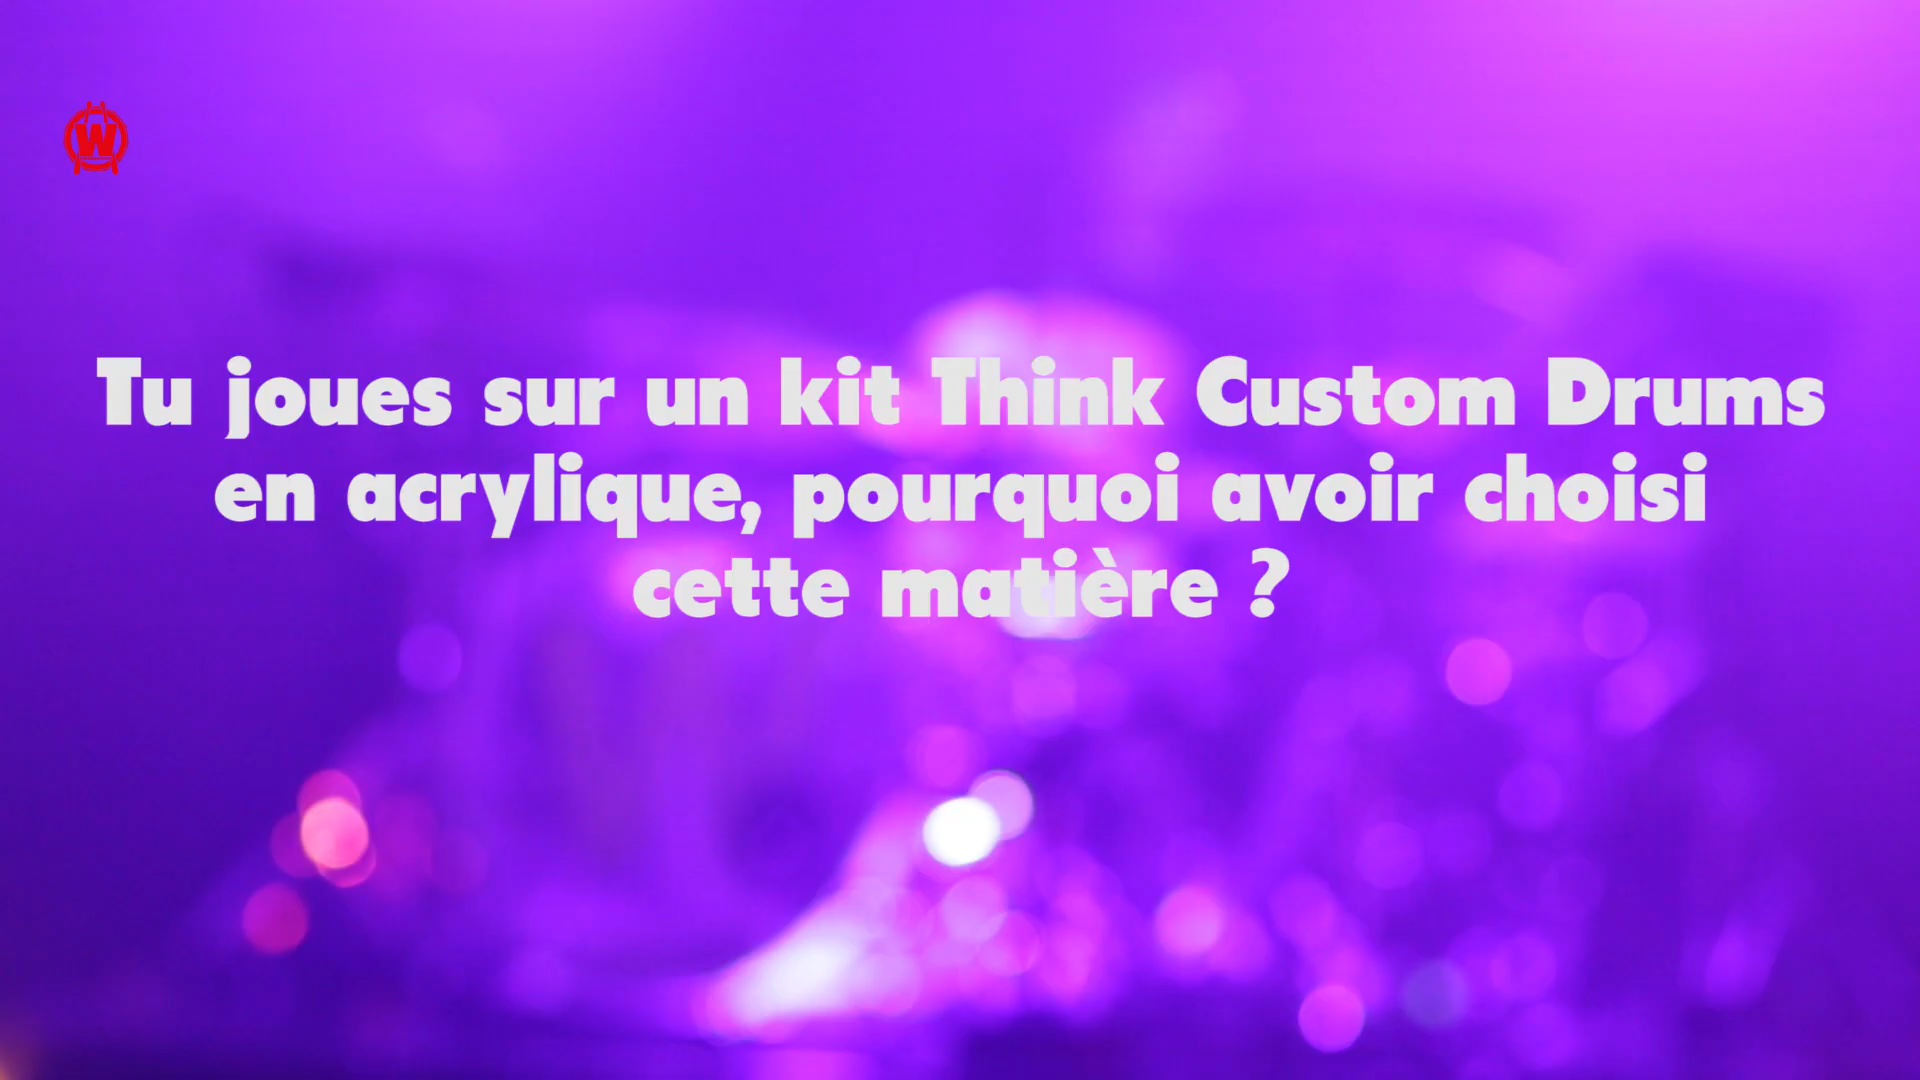 W
Tu joues sur un kit Think Custom Drums
en acrylique, pourquoi avoir choisi
cette matière ?